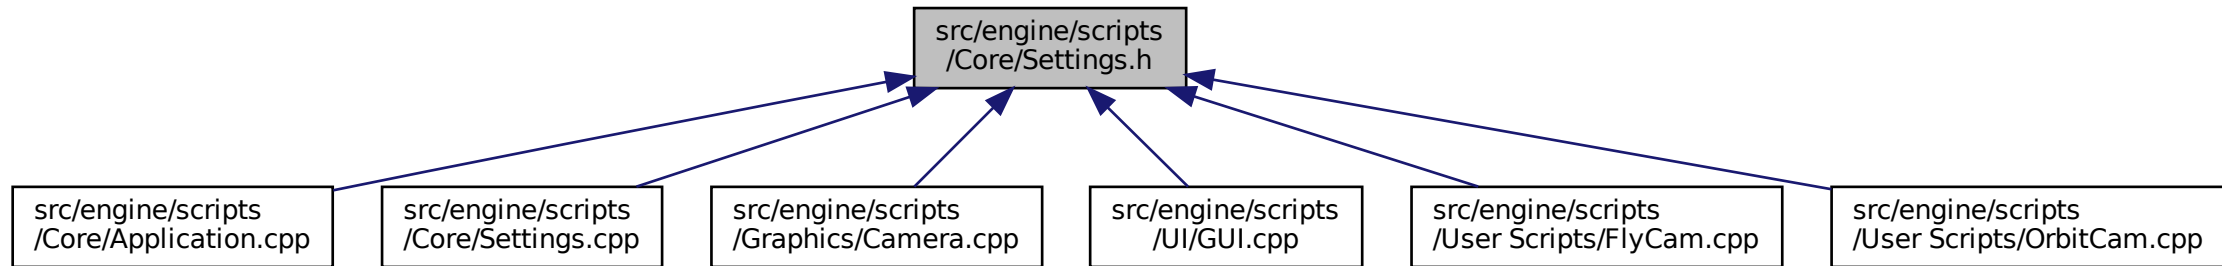 src/engine/scripts
/Core/Settings.h
src/engine/scripts
/Core/Application.cpp
src/engine/scripts
/Core/Settings.cpp
src/engine/scripts
/Graphics/Camera.cpp
src/engine/scripts
/UI/GUI.cpp
src/engine/scripts
/User Scripts/FlyCam.cpp
src/engine/scripts
/User Scripts/OrbitCam.cpp